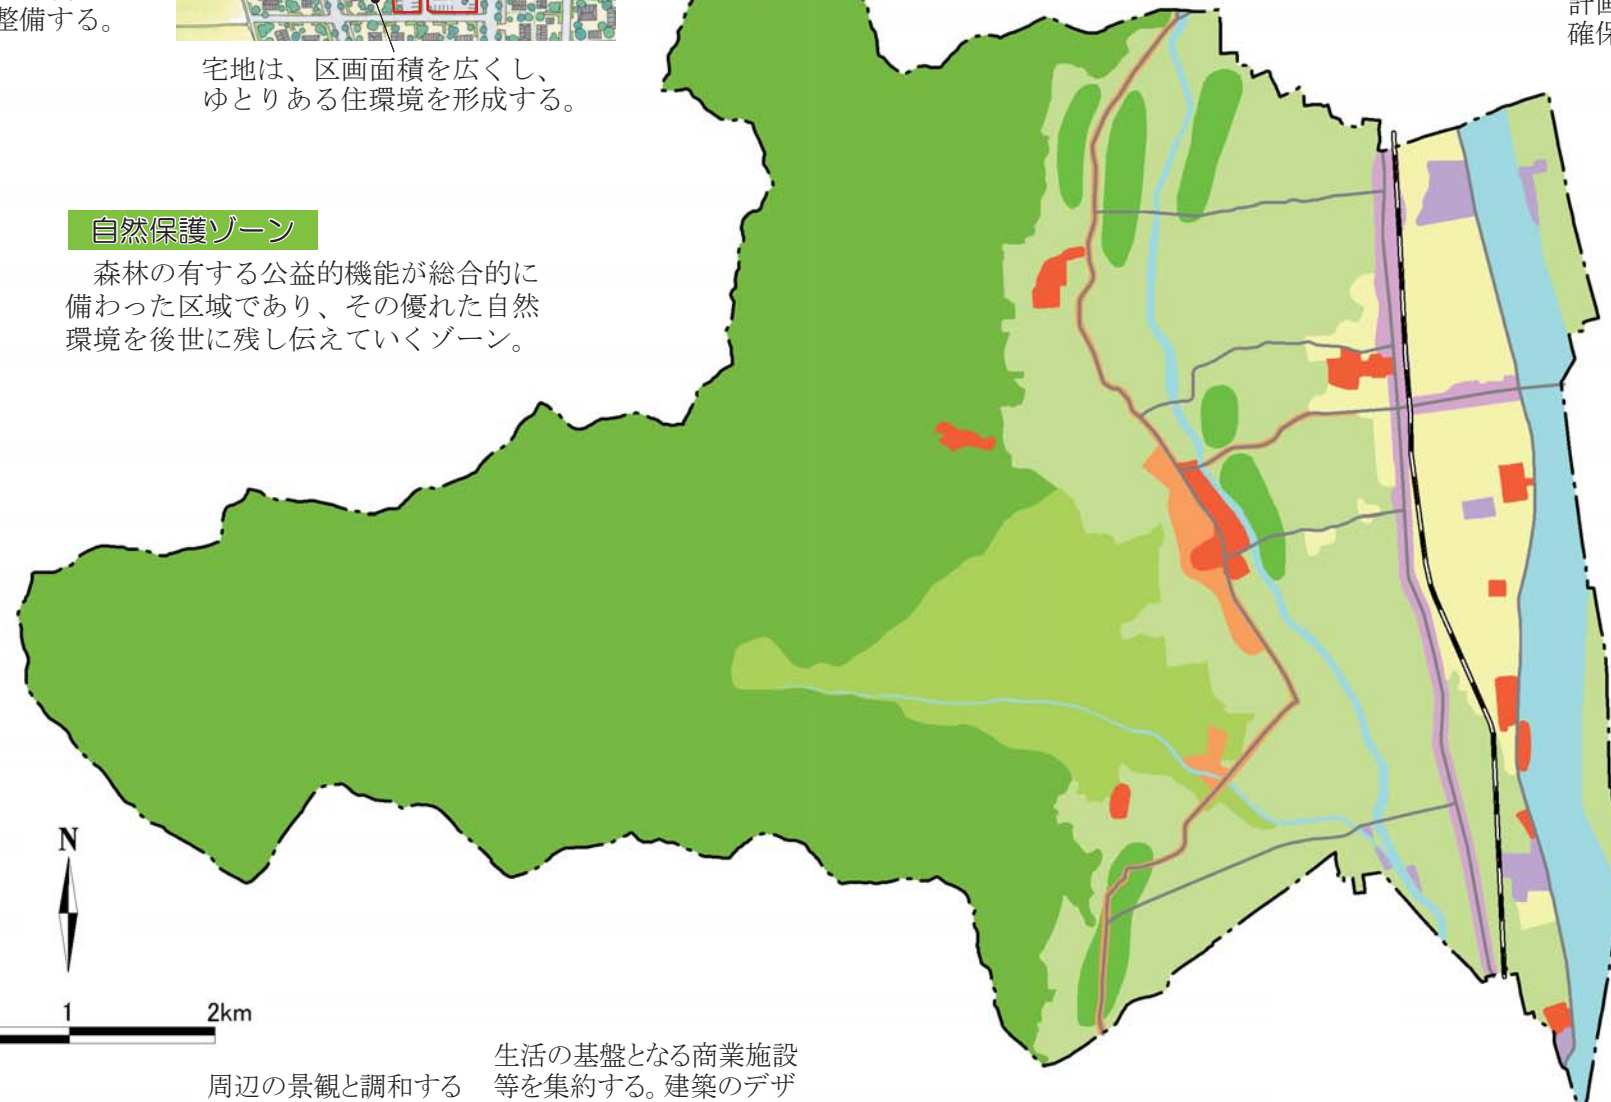 整備する。
宅地は、区画面積を広くし、
ゆとりある住環境を形成する。
計画
確保
自然保護ゾーン
森林の有する公益的機能が総合的に
備わった区域であり、その優れた自然
環境を後世に残し伝えていくゾーン。
N
1 2km
周辺の景観と調和する
生活の基盤となる商業施設
等を集約する。建築のデザ